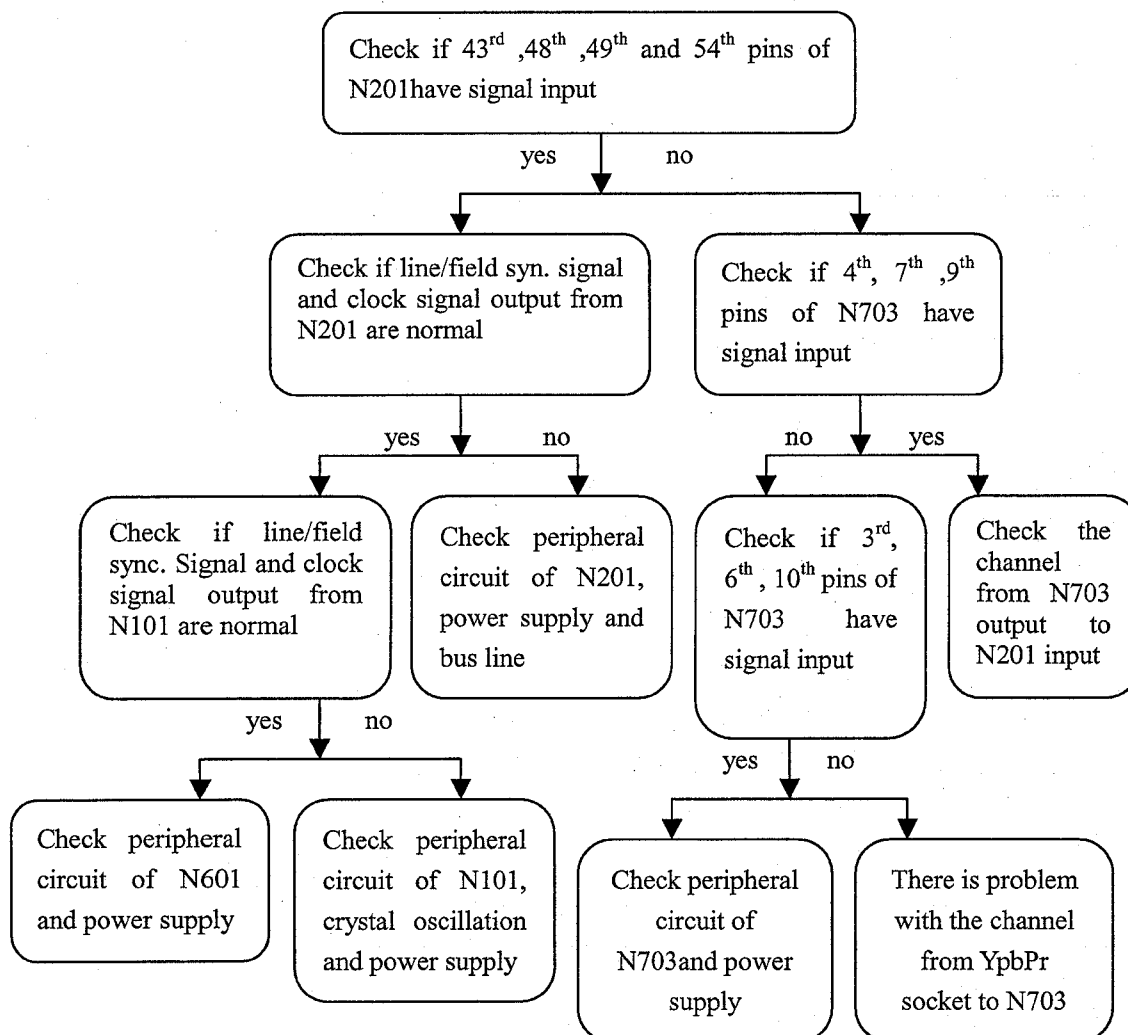 Check if 43rd ,48th ,49th and 54th pins of
N201have signal input
yes no
Check if line/field syn. signal
and clock signal output from
N201 are normal
Check if 4th, 7th ,9th
pins of N703 have
signal input
yes no
no yes
Check if line/field
sync. Signal and clock
signal output from
N101 are normal
Check peripheral
circuit of N201,
power supply and
bus line
Check if 3rd,
6th , 10th pins of
N703 have
signal input
Check the
channel
from N703
output to
N201 input
yes no
yes no
Check peripheral
circuit of N601
and power supply
Check peripheral
circuit of N101,
crystal oscillation
and power supply
Check peripheral
circuit of
N703and power
supply
There is problem
with the channel
from YpbPr
socket to N703